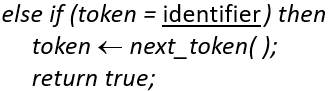 else if (token = identifier) then
token ← next_token( );
return true;